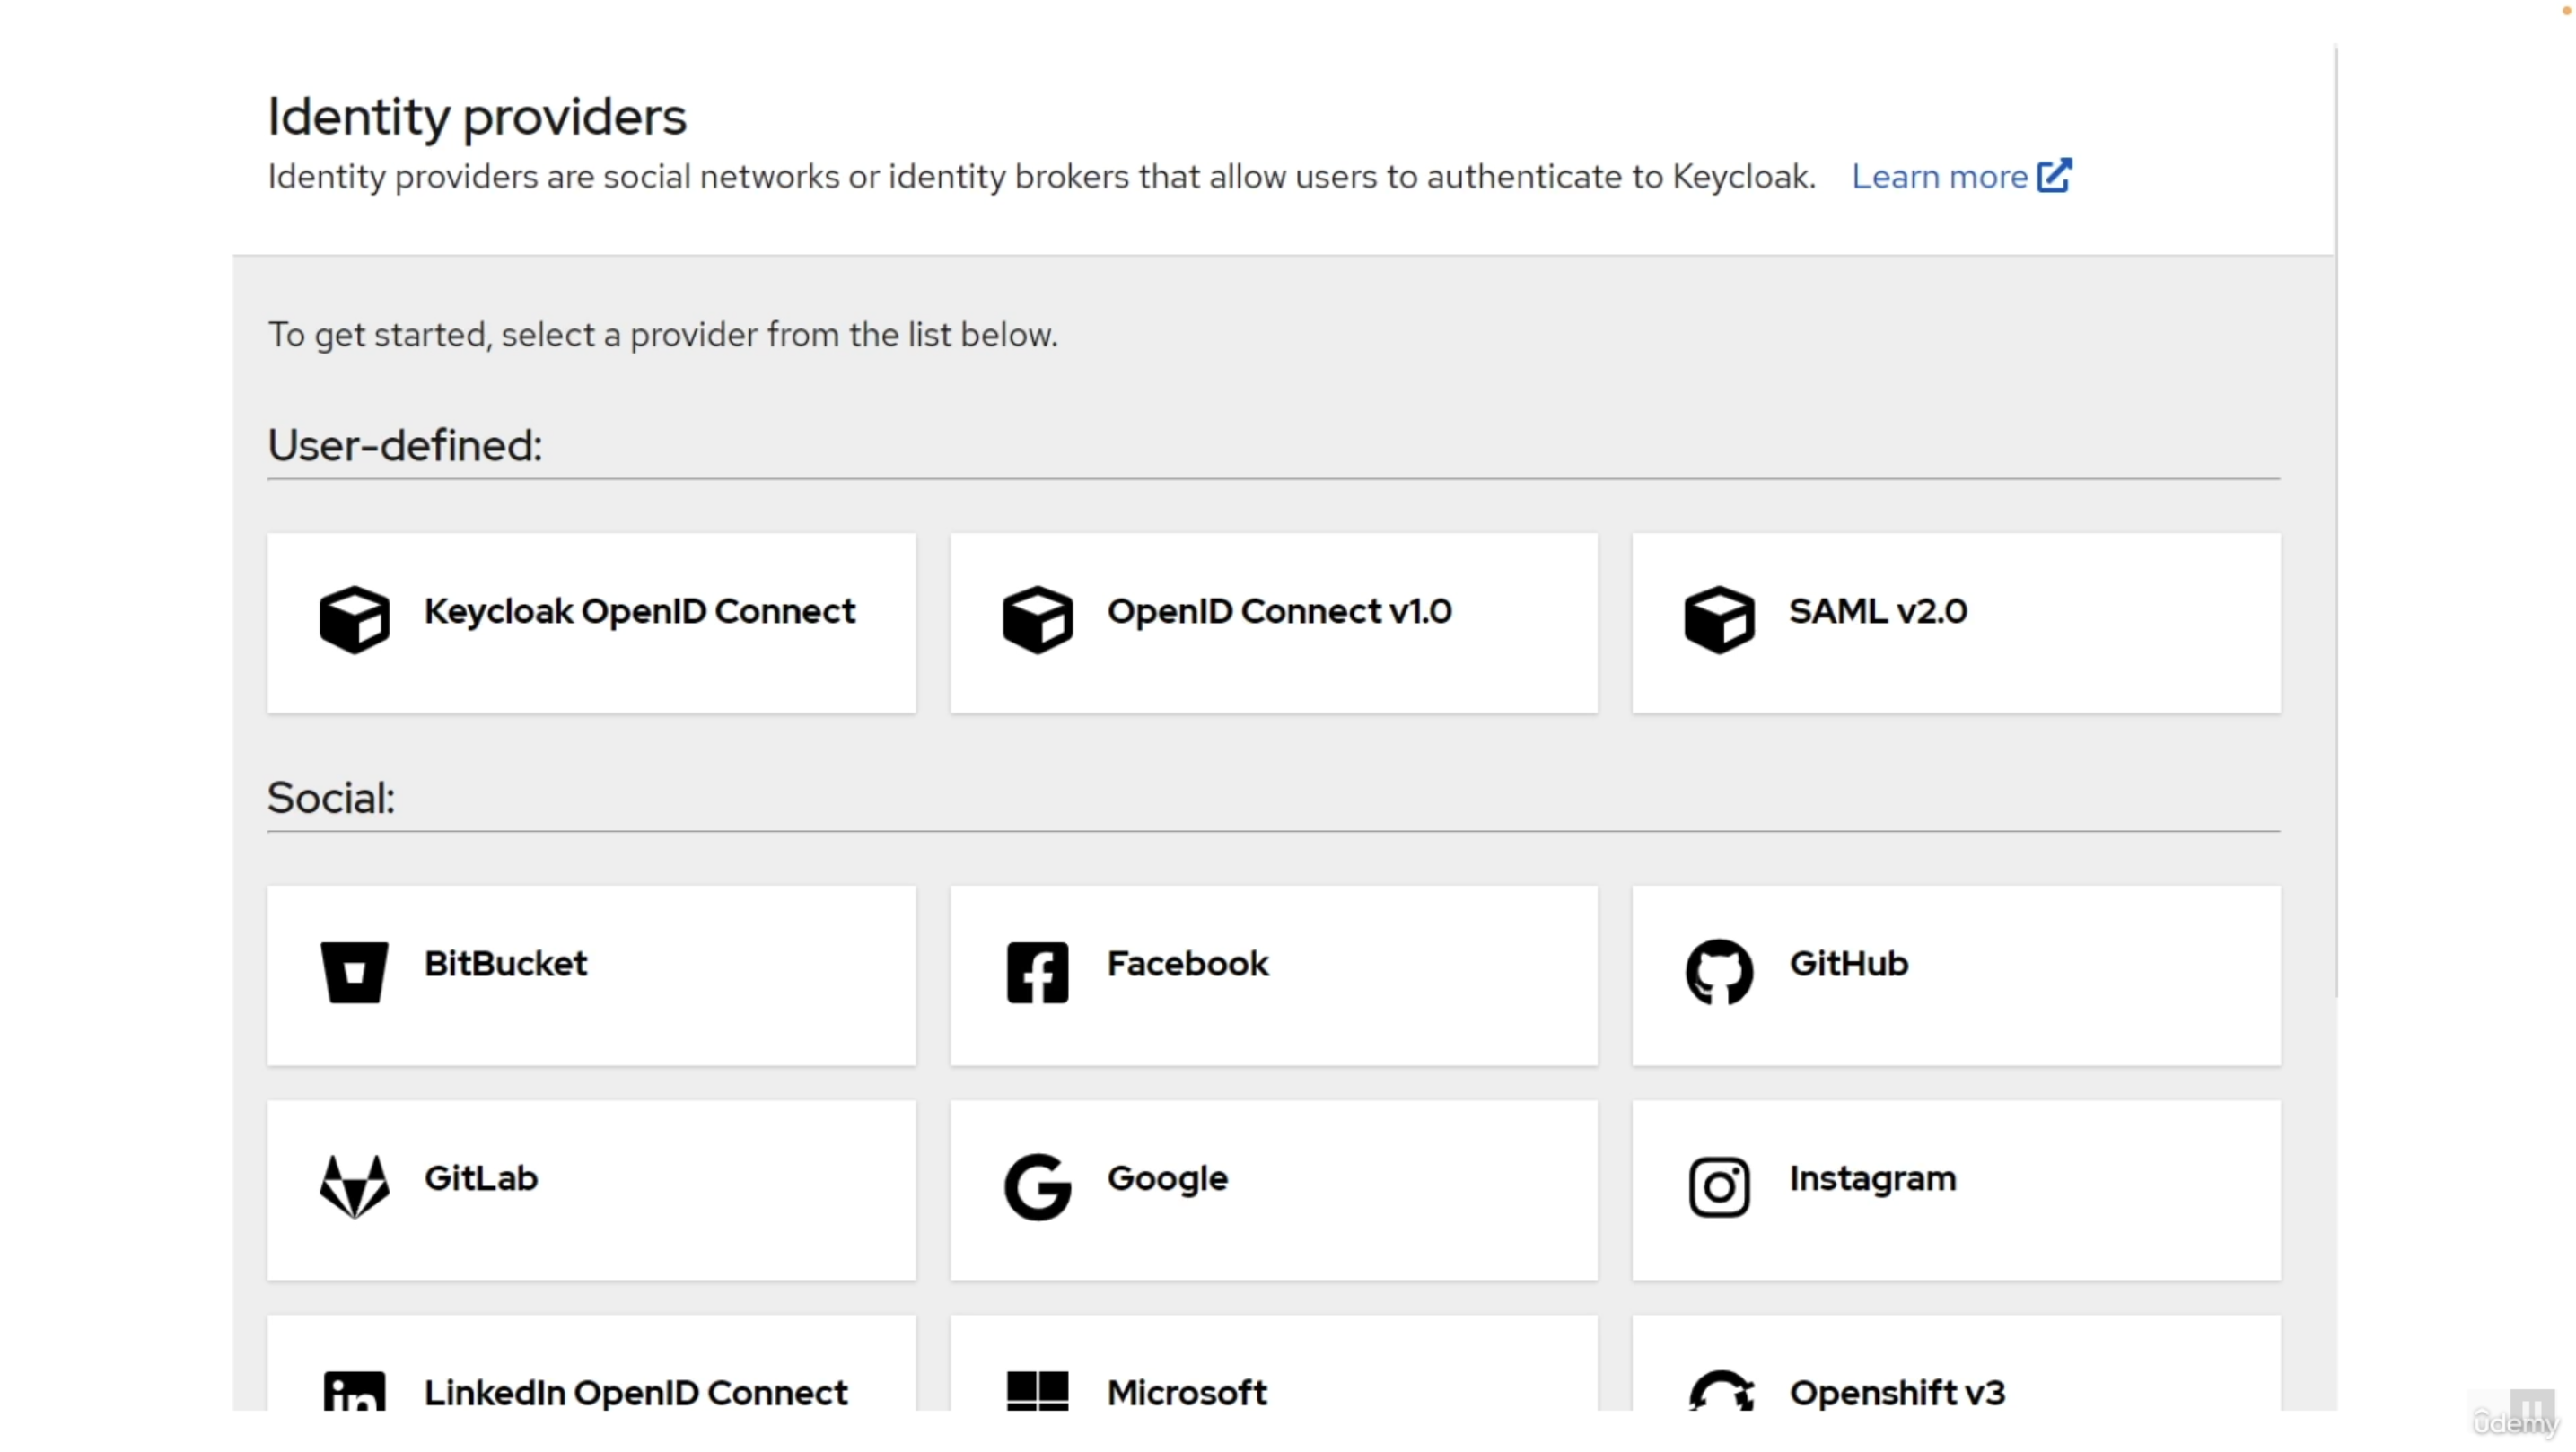 Identity providers
Identity providers are social networks or identity brokers that allow users to authenticate to Keycloak. Learn more
To get started, select a provider from the list below.
User-defined:
Keycloak OpenID Connect
OpenID Connect v1.0
SAML v2.0
Social:
BitBucket
Facebook
GitHub
GitLab
Google
Instagram
LinkedIn OpenID Connect
Microsoft
Openshift v3
ûdemy